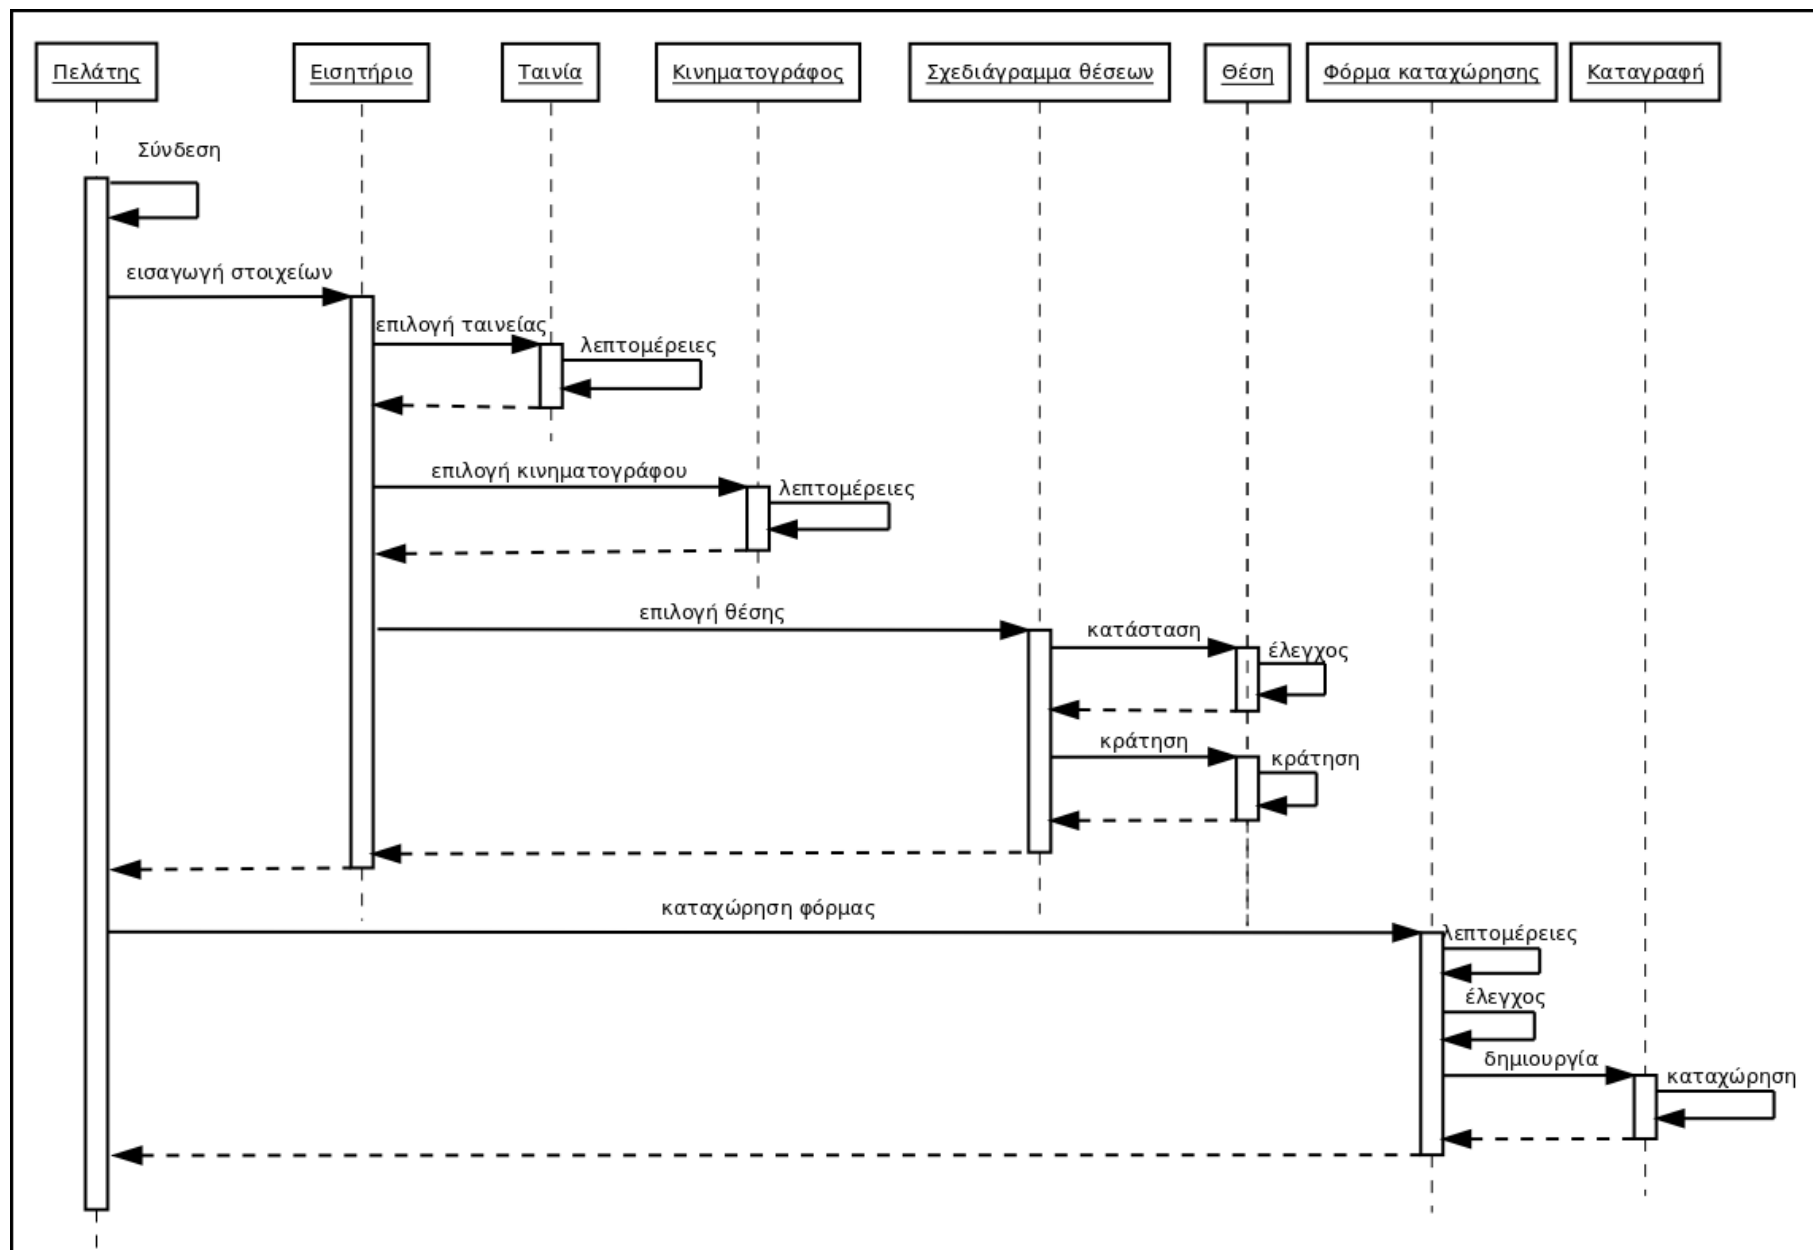 Πελάτης
Εισητήριο
Ταινία
Κινηματογράφος
Σχεδιάγραμμα θέσεων
Θέση
Φόρμα καταχώρησης
Καταγραφή
Σύνδεση
εισαγωγή στοιχείων
επιλογή ταινείας
λεπτομέρειες
επιλογή κινηματογράφου
λεπτομέρειες
επιλογή θέσης
κατάσταση
έλεγχος
κράτηση
κράτηση
καταχώρηση φόρμας
λεπτομέρειες
έλεγχος
δημιουργία
καταχώρηση